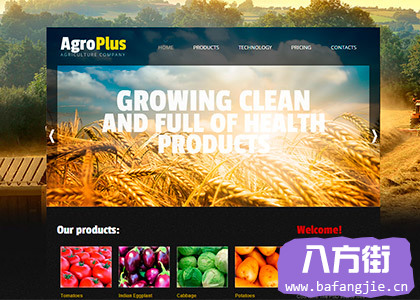 AgroPlus
AGRICULTURE COMPANY
HOME PRODUCTS TECHNOLOGY PRICING CONTACTS
GROWING CLEAN
AND FULL OF HEALTH
PRODUCTS
Our products: Welcome!
Tomatoes Indian Eggplant Cabbage Potatoes
八方街
www.bafangjie.cn